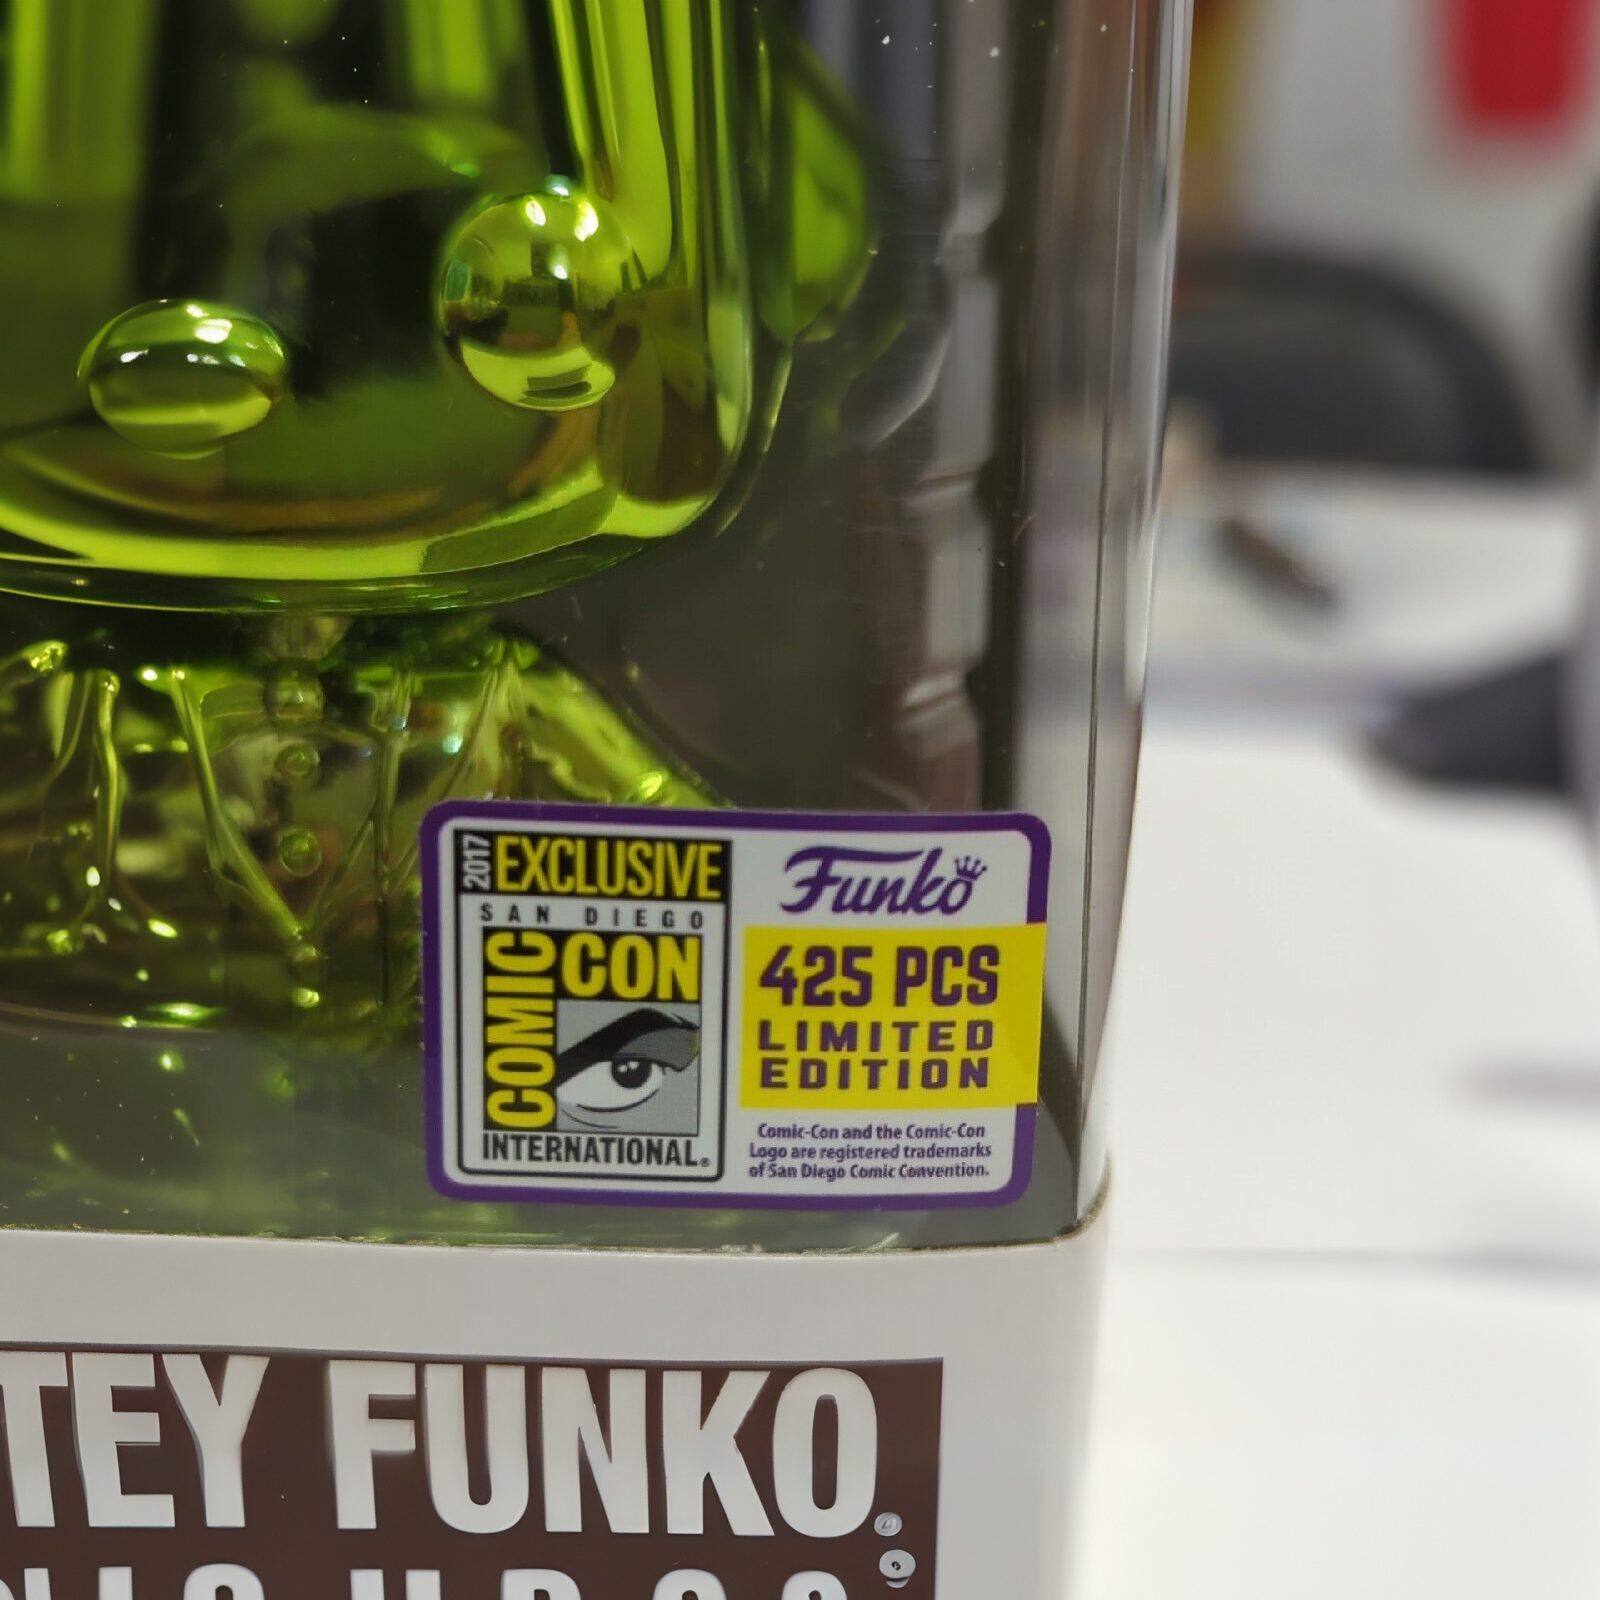 2017 EXCLUSIVE
SAN DIEGO
COMIC CON
INTERNATIONAL®
Funko
425 PCS
LIMITED
EDITION
Comic-Con and the Comic-Con
Logo are registered trademarks
of San Diego Comic Convention.
TEY FUNKO